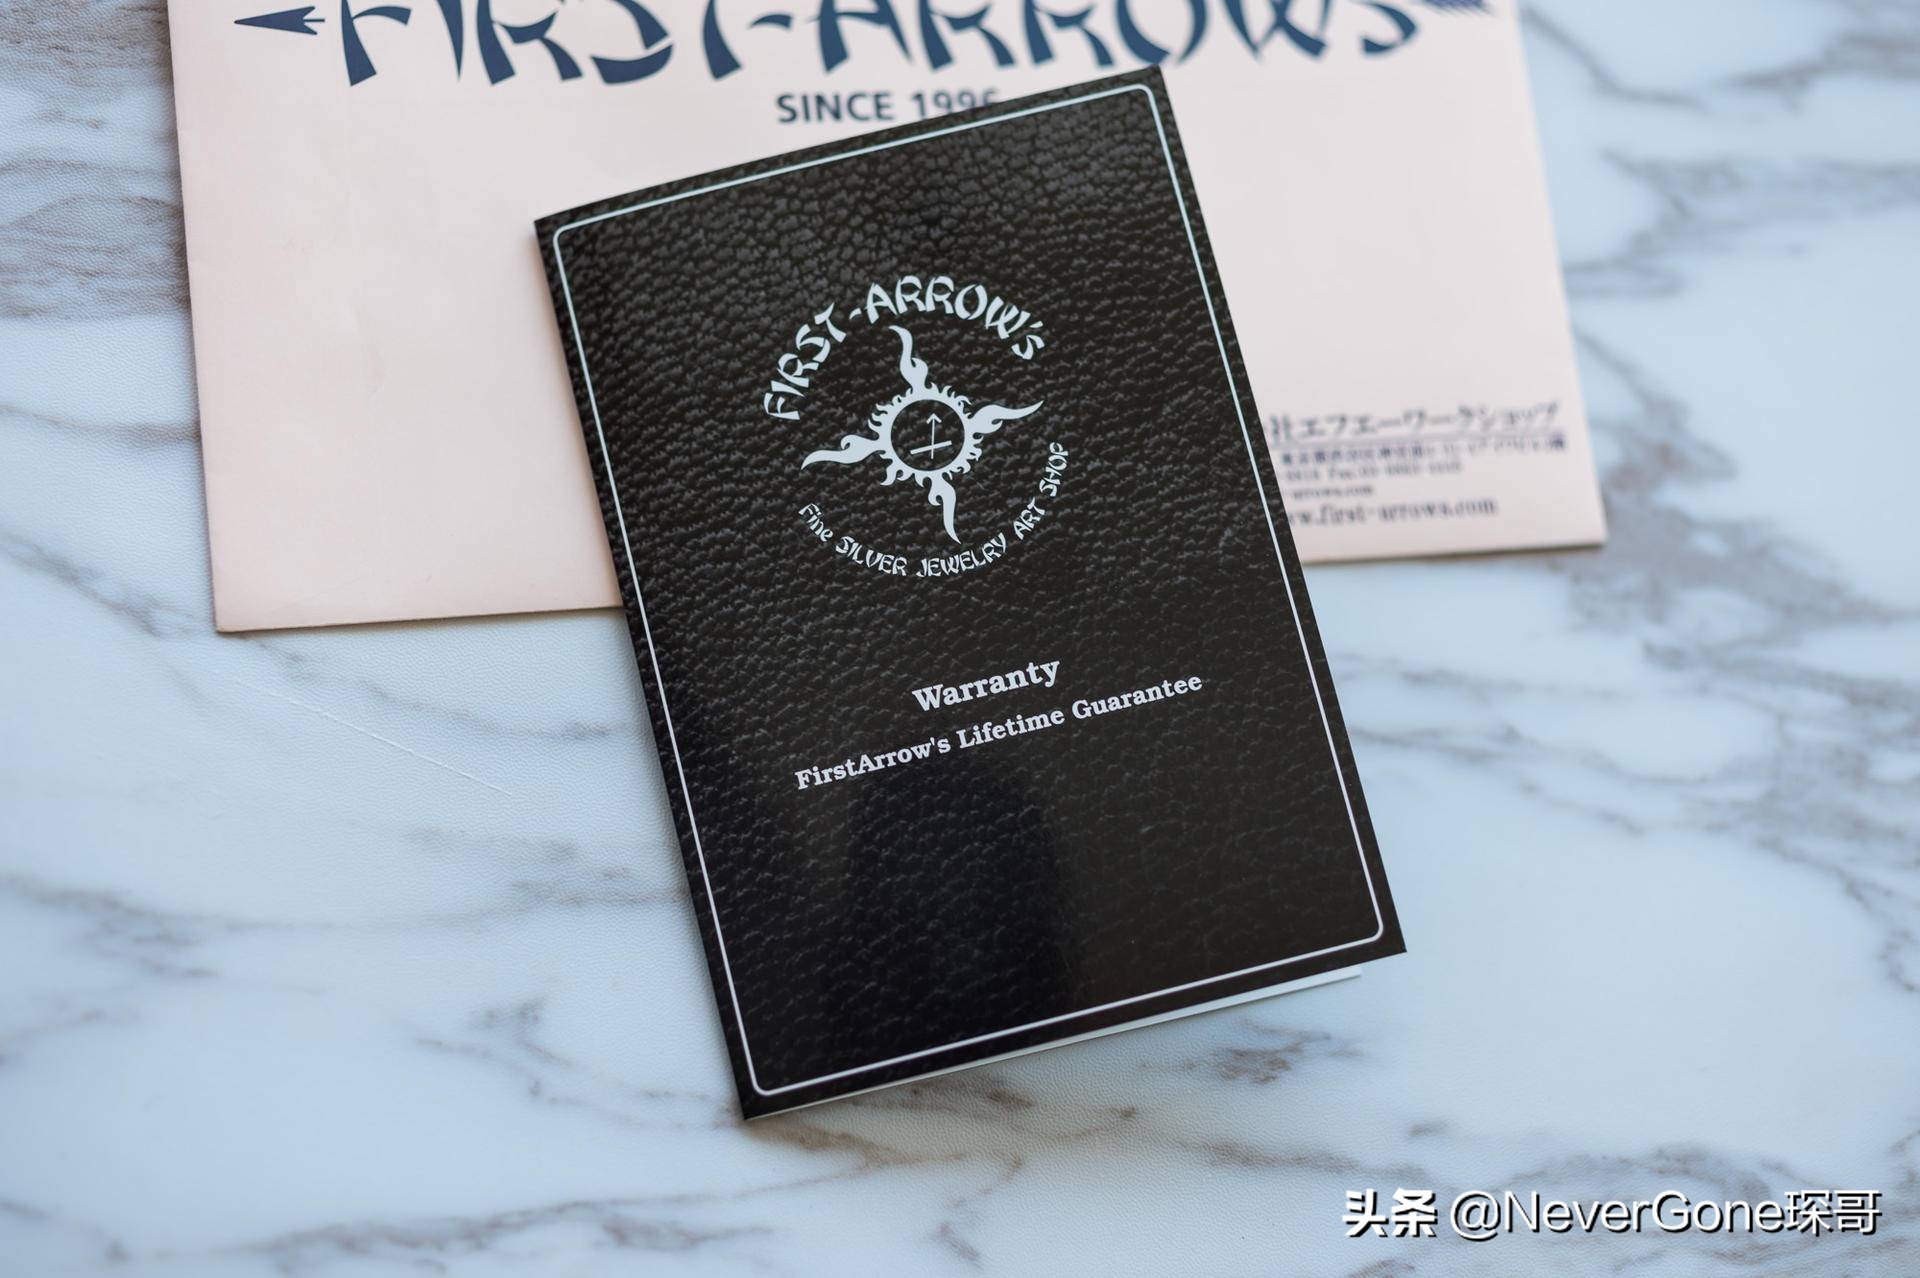 FIRST-ARROWS
SINCE 1996
FIRST-ARROW'S
Fine SILVER JEWELRY ART SHOP
Warranty
FirstArrow's Lifetime Guarantee
社エフエーワークショップ
w.first-arrows.com
头条 @NeverGone琛哥